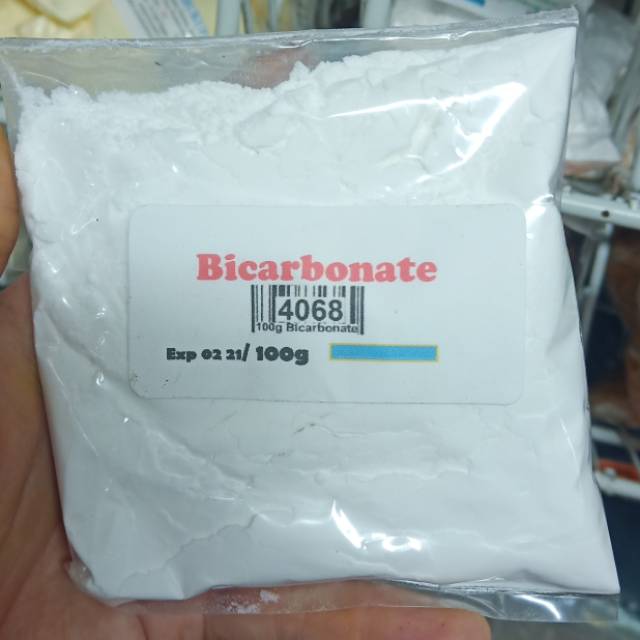 Bicarbonate
4068
100g Bicarbonate
Exp 02 21/ 100g